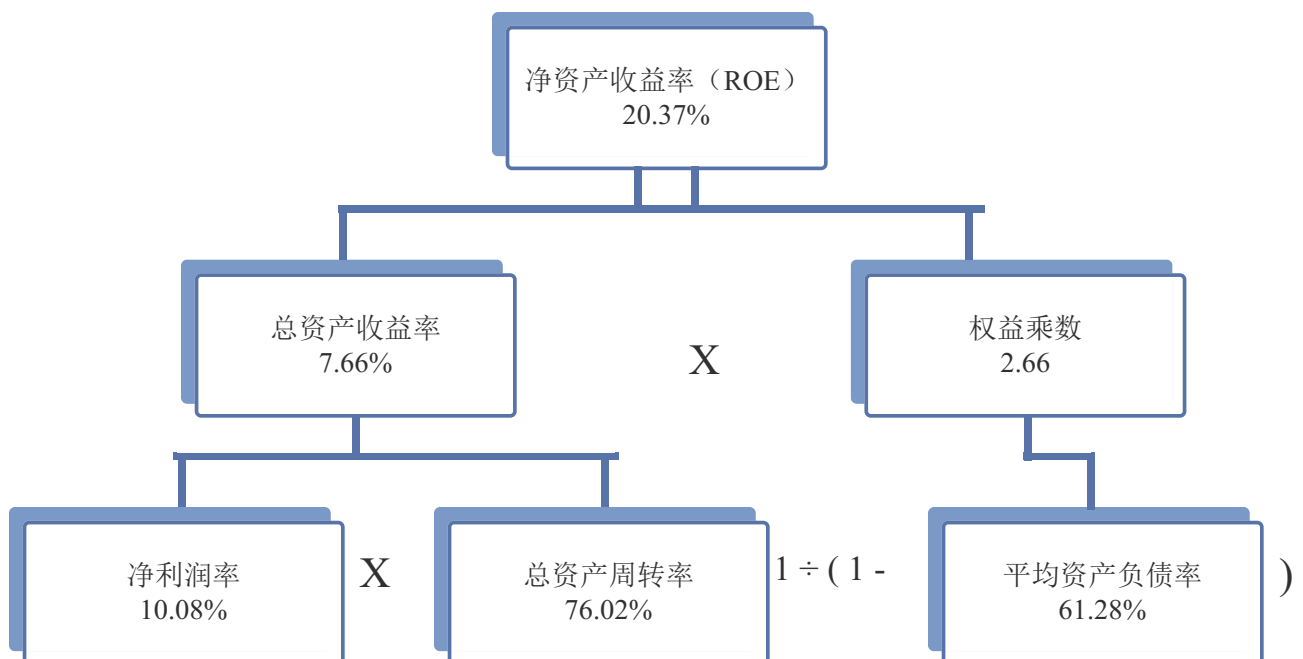 净资产收益率（ROE）
20.37%
总资产收益率
7.66%
X
权益乘数
2.66
净利润率
10.08%
X
总资产周转率
76.02%
1 ÷ ( 1 -
平均资产负债率
61.28%
)